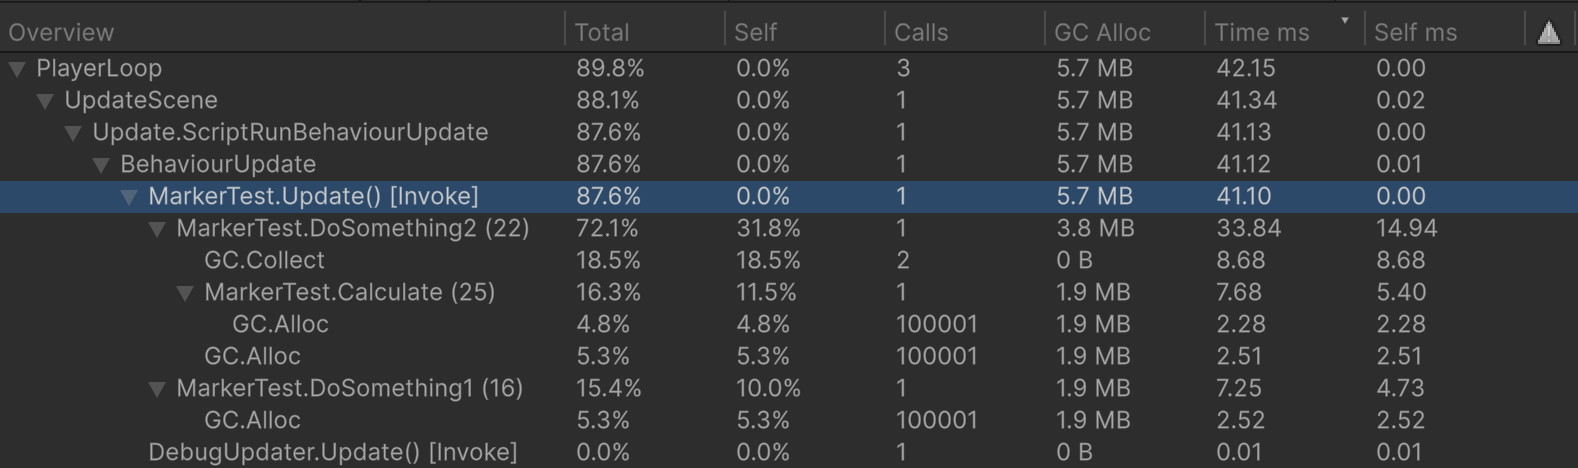 Overview Total Self Calls GC Alloc Time ms Self ms
PlayerLoop 89.8% 0.0% 3 5.7 MB 42.15 0.00
UpdateScene 88.1% 0.0% 1 5.7 MB 41.34 0.02
Update.ScriptRunBehaviourUpdate 87.6% 0.0% 1 5.7 MB 41.13 0.00
BehaviourUpdate 87.6% 0.0% 1 5.7 MB 41.12 0.01
MarkerTest.Update() [Invoke] 87.6% 0.0% 1 5.7 MB 41.10 0.00
MarkerTest.DoSomething2 (22) 72.1% 31.8% 1 3.8 MB 33.84 14.94
GC.Collect 18.5% 18.5% 2 0 B 8.68 8.68
MarkerTest.Calculate (25) 16.3% 11.5% 1 1.9 MB 7.68 5.40
GC.Alloc 4.8% 4.8% 100001 1.9 MB 2.28 2.28
GC.Alloc 5.3% 5.3% 100001 1.9 MB 2.51 2.51
MarkerTest.DoSomething1 (16) 15.4% 10.0% 1 1.9 MB 7.25 4.73
GC.Alloc 5.3% 5.3% 100001 1.9 MB 2.52 2.52
DebugUpdater.Update() [Invoke] 0.0% 0.0% 1 0 B 0.01 0.01